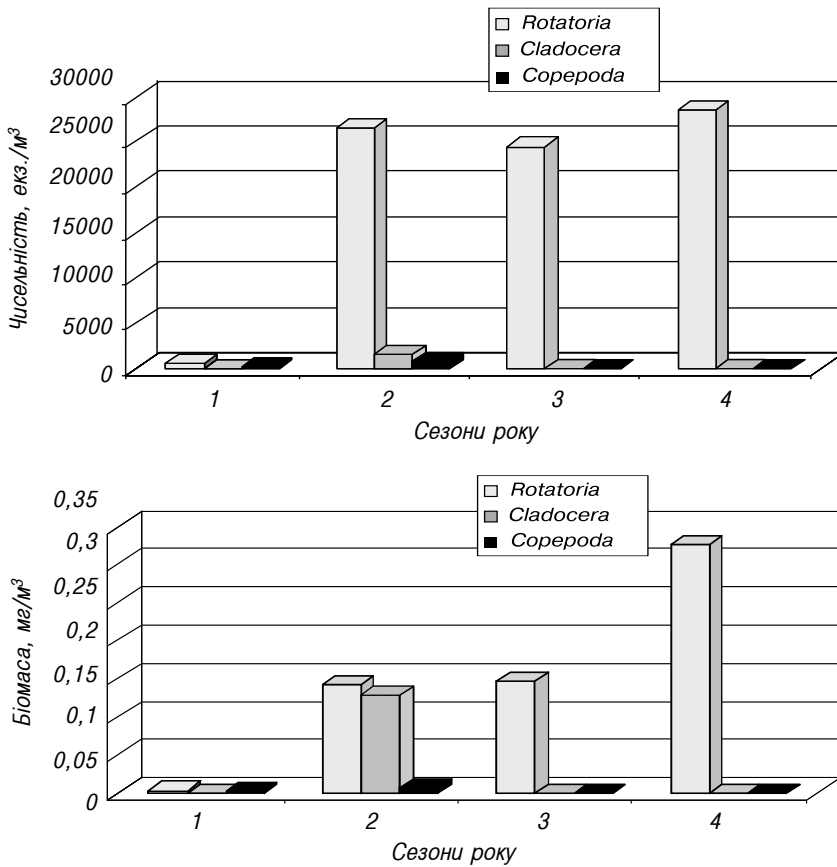 Rotatoria
Cladocera
Copepoda
Чисельність, екз./м³
30000
25000
20000
15000
10000
5000
0
1 2 3 4
Сезони року
Rotatoria
Cladocera
Copepoda
Біомаса, мг/м³
0,35
0,3
0,25
0,2
0,15
0,1
0,05
0
1 2 3 4
Сезони року